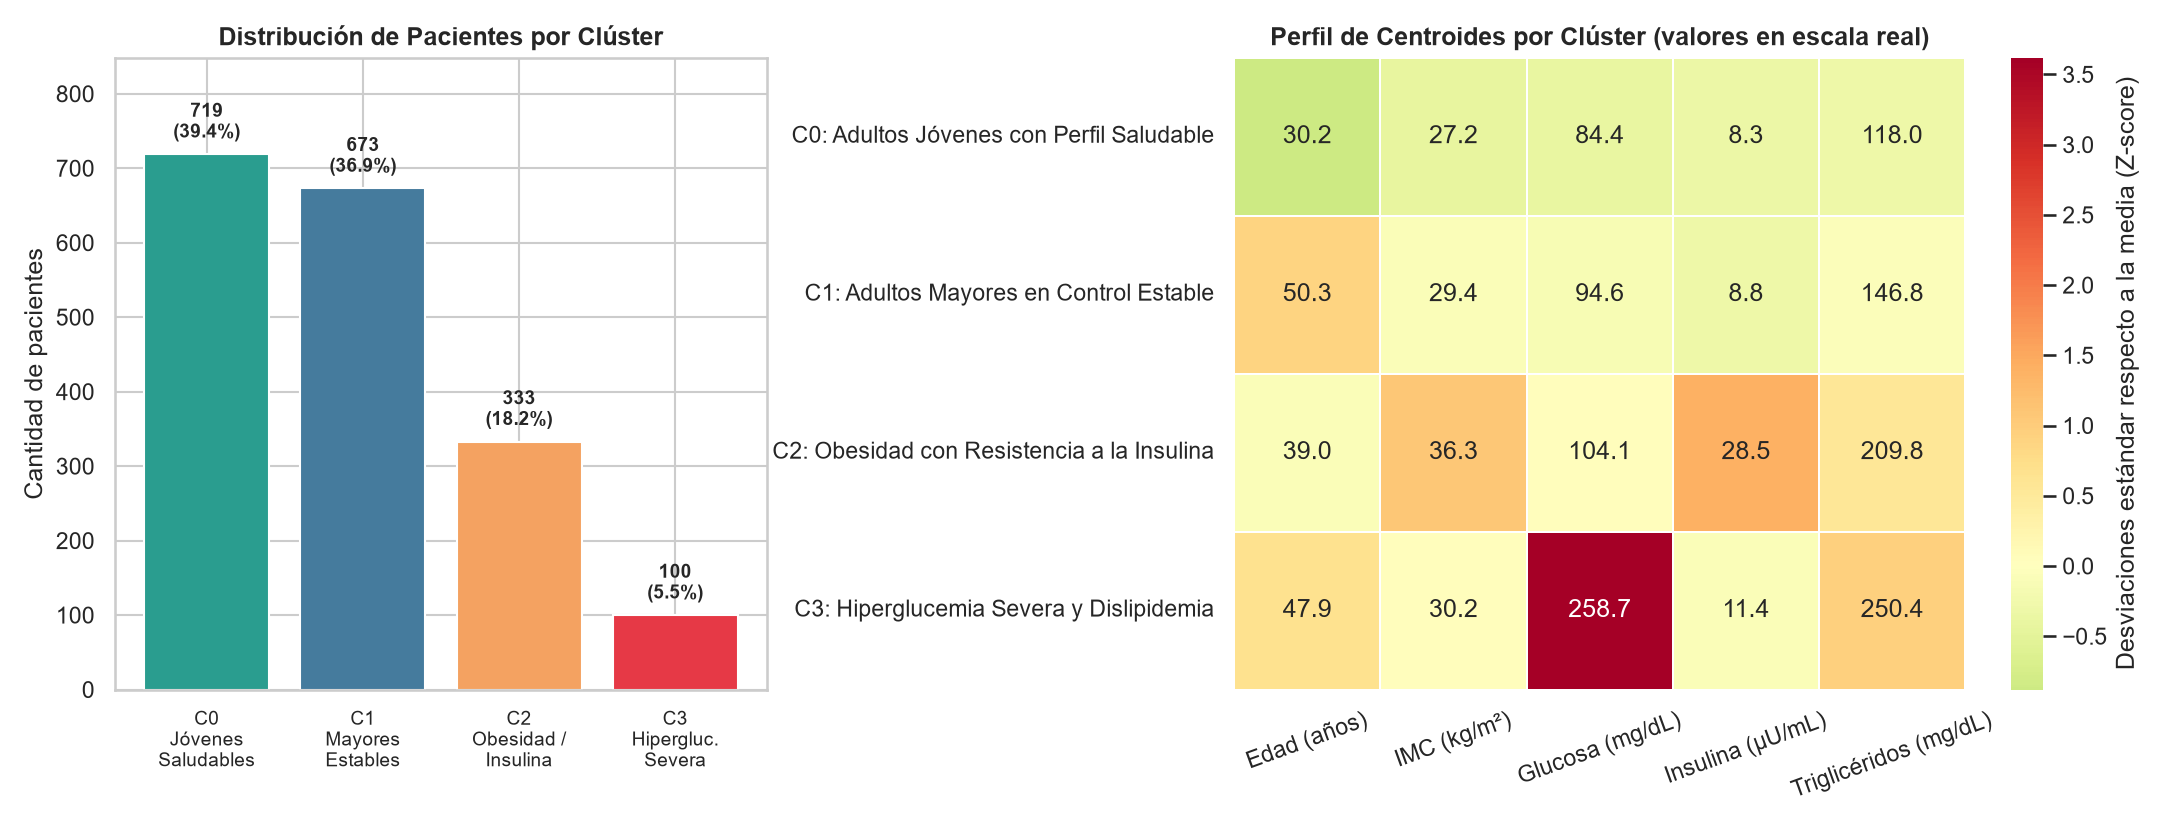 Distribución de Pacientes por Clúster
Cantidad de pacientes
800
700
600
500
400
300
200
100
0
719
(39.4%)
673
(36.9%)
333
(18.2%)
100
(5.5%)
C0
Jóvenes
Saludables
C1
Mayores
Estables
C2
Obesidad /
Insulina
C3
Hipergluc.
Severa
Perfil de Centroides por Clúster (valores en escala real)
C0: Adultos Jóvenes con Perfil Saludable
30.2 27.2 84.4 8.3 118.0
C1: Adultos Mayores en Control Estable
50.3 29.4 94.6 8.8 146.8
C2: Obesidad con Resistencia a la Insulina
39.0 36.3 104.1 28.5 209.8
C3: Hiperglucemia Severa y Dislipidemia
47.9 30.2 258.7 11.4 250.4
Edad (años)
IMC (kg/m²)
Glucosa (mg/dL)
Insulina (µU/mL)
Triglicéridos (mg/dL)
3.5
3.0
2.5
2.0
1.5
1.0
0.5
0.0
−0.5
Desviaciones estándar respecto a la media (Z-score)